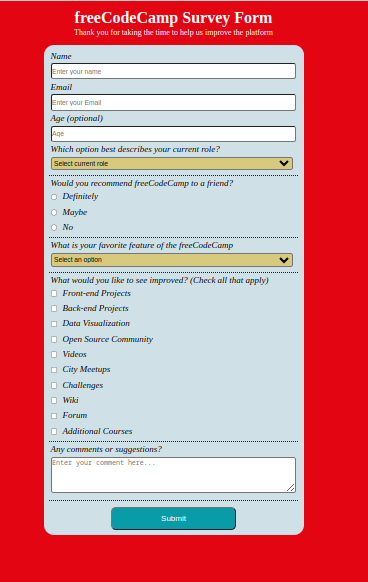 freeCodeCamp Survey Form
Thank you for taking the time to help us improve the platform
Name
Enter your name
Email
Enter your Email
Age (optional)
Age
Which option best describes your current role?
Select current role
Would you recommend freeCodeCamp to a friend?
Definitely
Maybe
No
What is your favorite feature of the freeCodeCamp
Select an option
What would you like to see improved? (Check all that apply)
Front-end Projects
Back-end Projects
Data Visualization
Open Source Community
Videos
City Meetups
Challenges
Wiki
Forum
Additional Courses
Any comments or suggestions?
Enter your comment here...
Submit